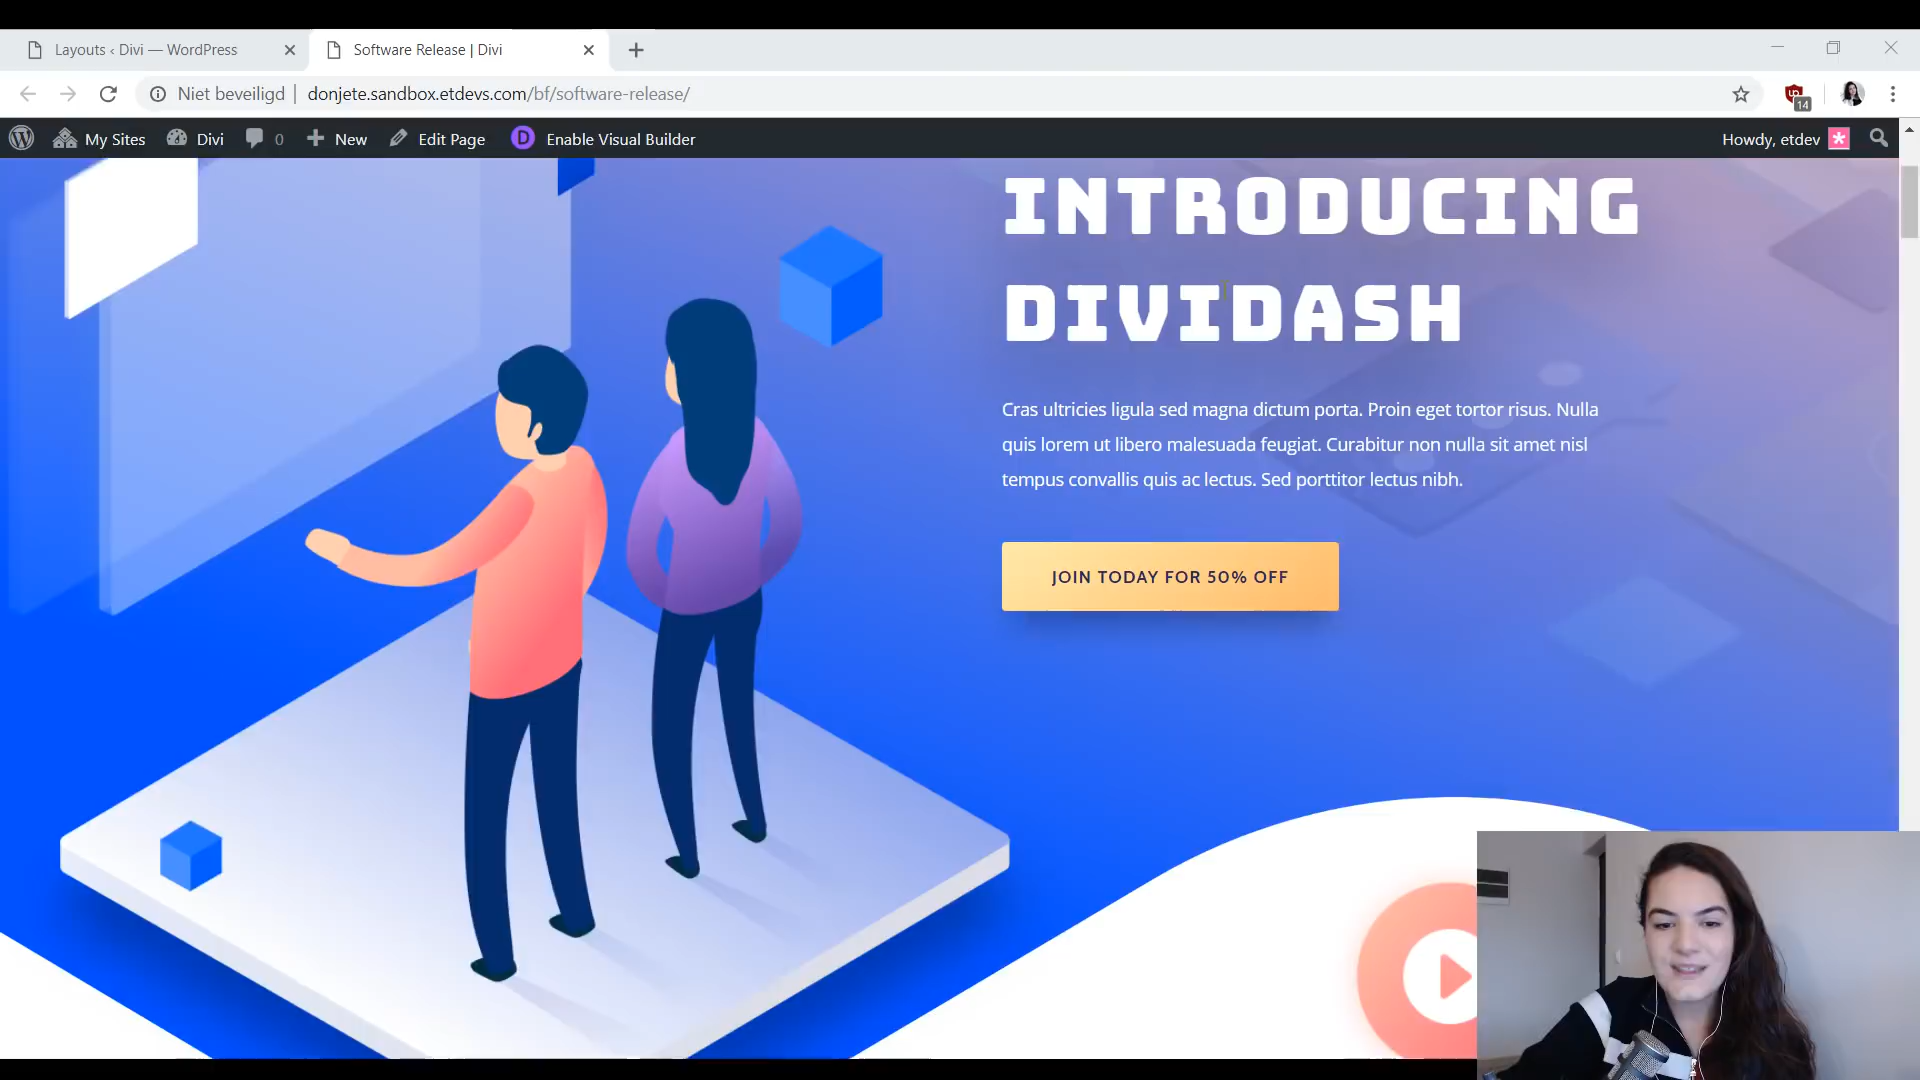 Layouts ‹ Divi — WordPress
Software Release | Divi
Niet beveiligd | donjete.sandbox.etdevs.com/bf/software-release/
14
My Sites Divi 0 New Edit Page D Enable Visual Builder Howdy, etdev
INTRODUCING
DIVIDASH
Cras ultricies ligula sed magna dictum porta. Proin eget tortor risus. Nulla
quis lorem ut libero malesuada feugiat. Curabitur non nulla sit amet nisl
tempus convallis quis ac lectus. Sed porttitor lectus nibh.
JOIN TODAY FOR 50% OFF